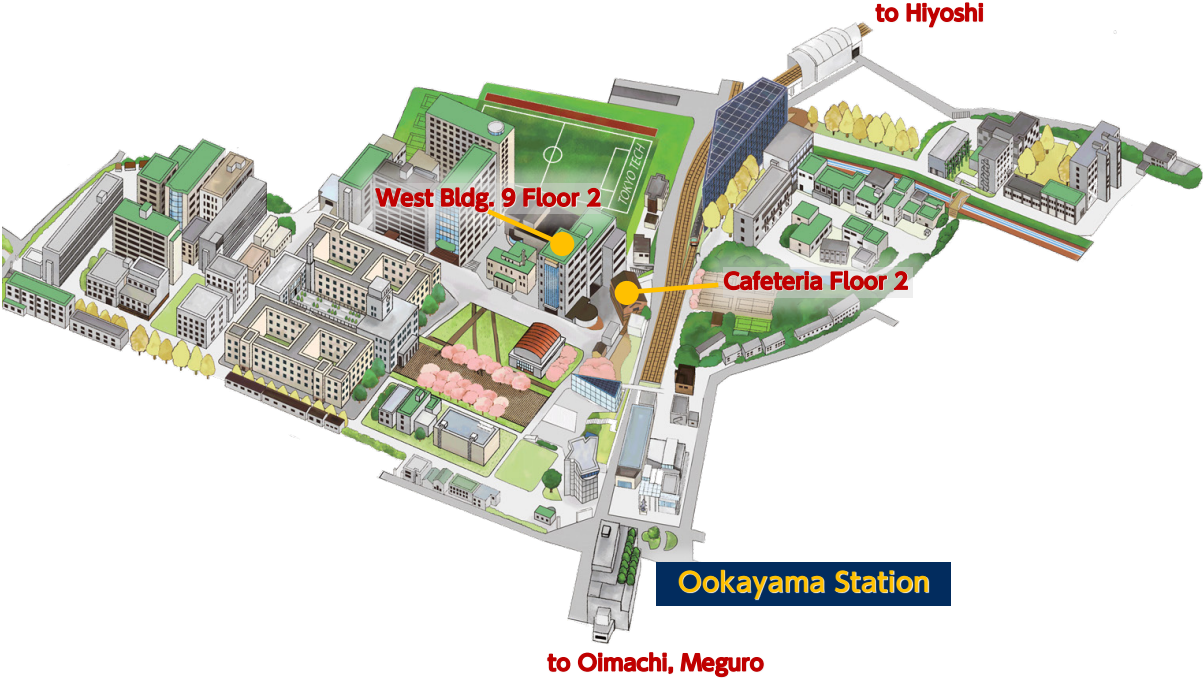 to Hiyoshi
TOKYO TECH
West Bldg. 9 Floor 2
Cafeteria Floor 2
Ookayama Station
to Oimachi, Meguro